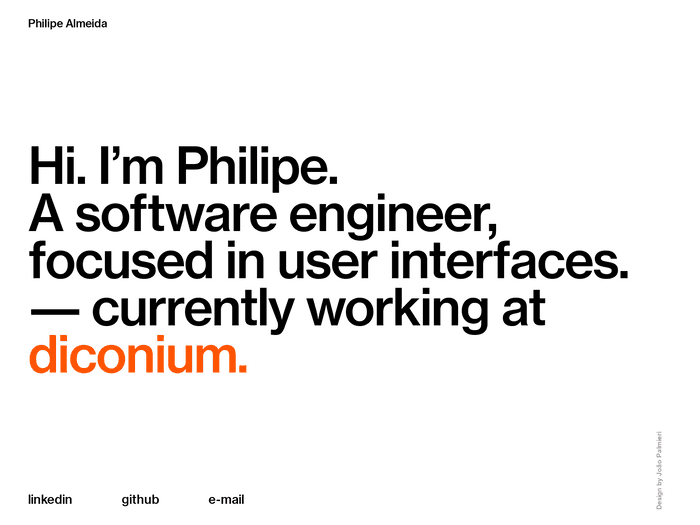 Philipe Almeida
Hi. I’m Philipe.
A software engineer,
focused in user interfaces.
— currently working at
diconium.
linkedin
github
e-mail
Design by João Palmieri